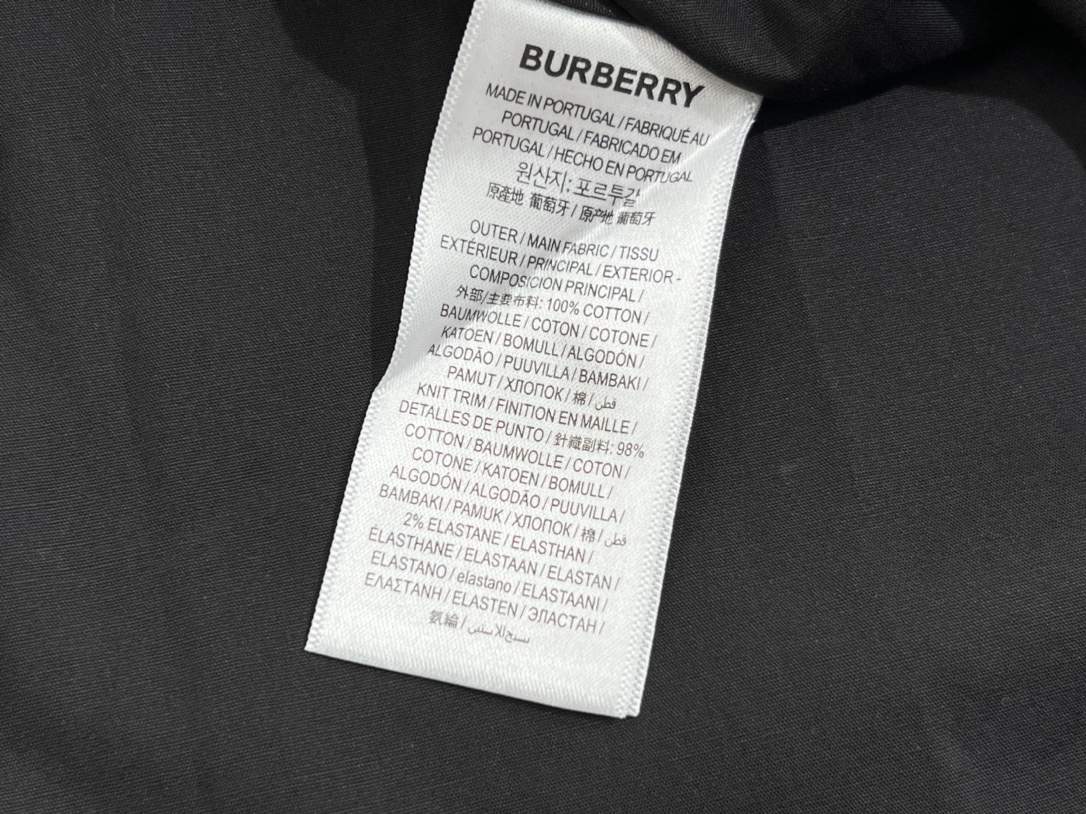 BURBERRY
MADE IN PORTUGAL / FABRIQUÉ AU
PORTUGAL / FABRICADO EM
PORTUGAL / HECHO EN PORTUGAL
원산지: 포르투갈
原產地 葡萄牙 / 原产地 葡萄牙
OUTER / MAIN FABRIC / TISSU
EXTÉRIEUR / PRINCIPAL / EXTERIOR -
COMPOSICION PRINCIPAL /
外部/主要布料: 100% COTTON /
BAUMWOLLE / COTON / COTONE /
KATOEN / BOMULL / ALGODÓN /
ALGODÃO / PUUVILLA / BAMBAKI /
PAMUT / ХЛОПОК / 棉 / قطن
KNIT TRIM / FINITION EN MAILLE /
DETALLES DE PUNTO / 針織副料: 98%
COTTON / BAUMWOLLE / COTON /
COTONE / KATOEN / BOMULL /
ALGODÓN / ALGODÃO / PUUVILLA /
BAMBAKI / PAMUK / ХЛОПОК / 棉 / قطن
2% ELASTANE / ELASTHAN /
ÉLASTHANE / ELASTAAN / ELASTAN /
ELASTANO / elastano / ELASTAANI /
ΕΛΑΣΤΑΝΗ / ELASTEN / ЭЛАСТАН /
氨綸 /